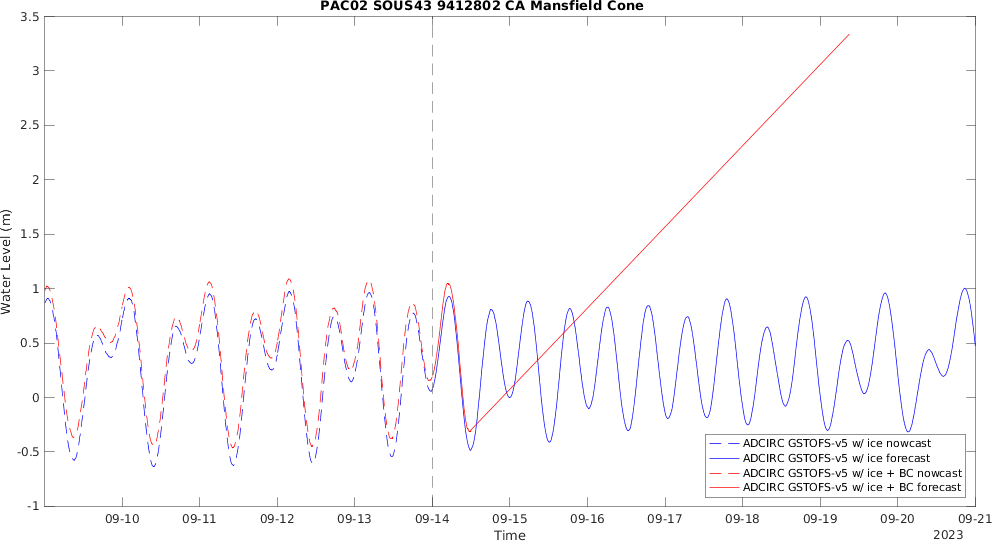 PAC02 SOUS43 9412802 CA Mansfield Cone
3.5
3
2.5
2
1.5
1
0.5
0
-0.5
-1
Water Level (m)
ADCIRC GSTOFS-v5 w/ ice nowcast
ADCIRC GSTOFS-v5 w/ ice forecast
ADCIRC GSTOFS-v5 w/ ice + BC nowcast
ADCIRC GSTOFS-v5 w/ ice + BC forecast
09-10 09-11 09-12 09-13 09-14 09-15 09-16 09-17 09-18 09-19 09-20 09-21
Time
2023